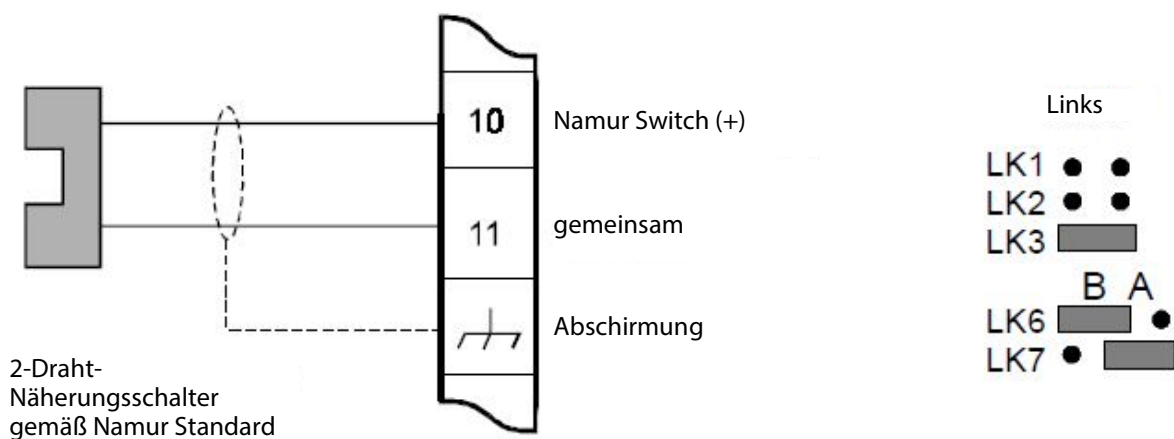 10
Namur Switch (+)
11
gemeinsam
Abschirmung
2-Draht-
Näherungsschalter
gemäß Namur Standard
Links
LK1
LK2
LK3
B A
LK6
LK7